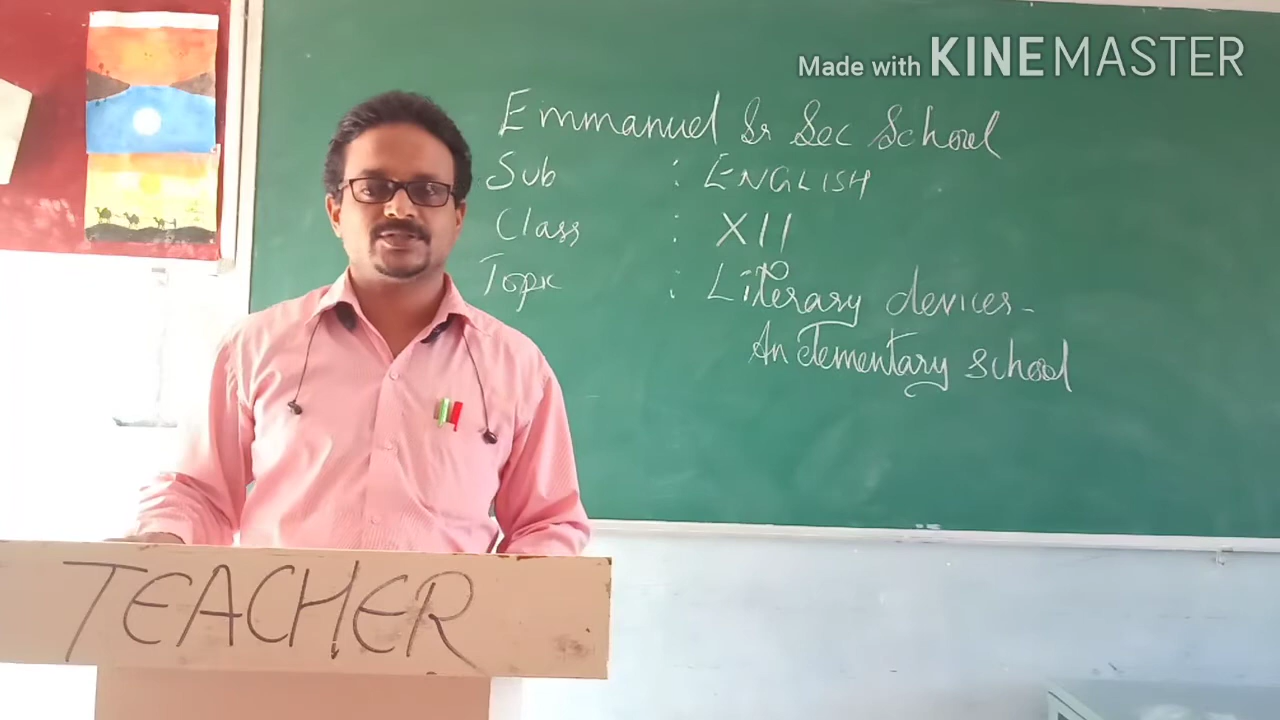 Made with KINEMASTER
Emmanuel Sr Sec School
Sub : ENGLISH
Class : XII
Topic : Literary devices-
An elementary school
TEACHER